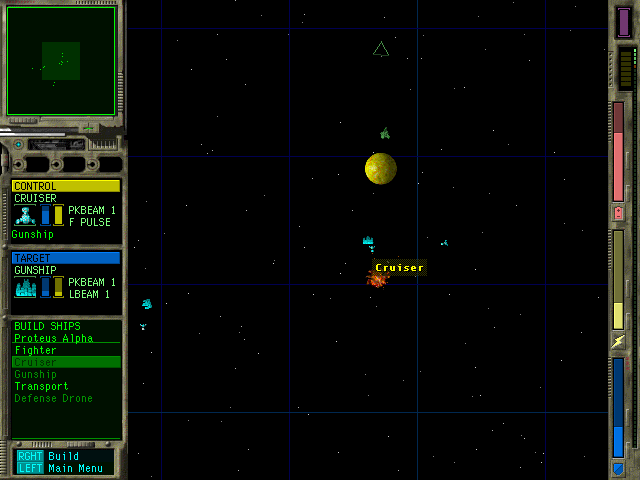 CONTROL
CRUISER
PKBEAM 1
F PULSE
Gunship
TARGET
GUNSHIP
PKBEAM 1
LBEAM 1
BUILD SHIPS
Proteus Alpha
Fighter
Cruiser
Gunship
Transport
Defense Drone
RGHT Build
LEFT Main Menu
Cruiser